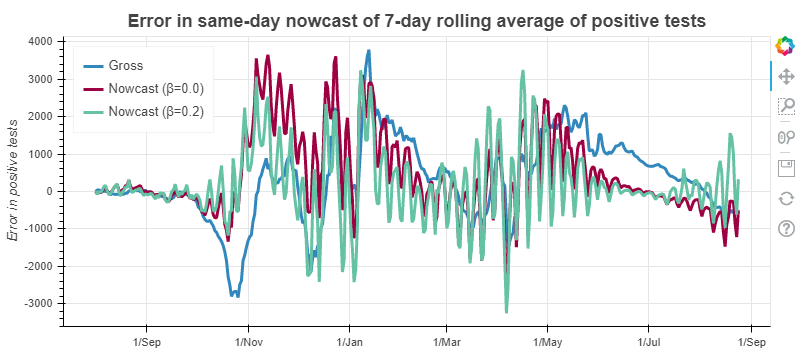 Error in same-day nowcast of 7-day rolling average of positive tests
Error in positive tests
4000
3000
2000
1000
0
-1000
-2000
-3000
Gross
Nowcast (β=0.0)
Nowcast (β=0.2)
1/Sep
1/Nov
1/Jan
1/Mar
1/May
1/Jul
1/Sep